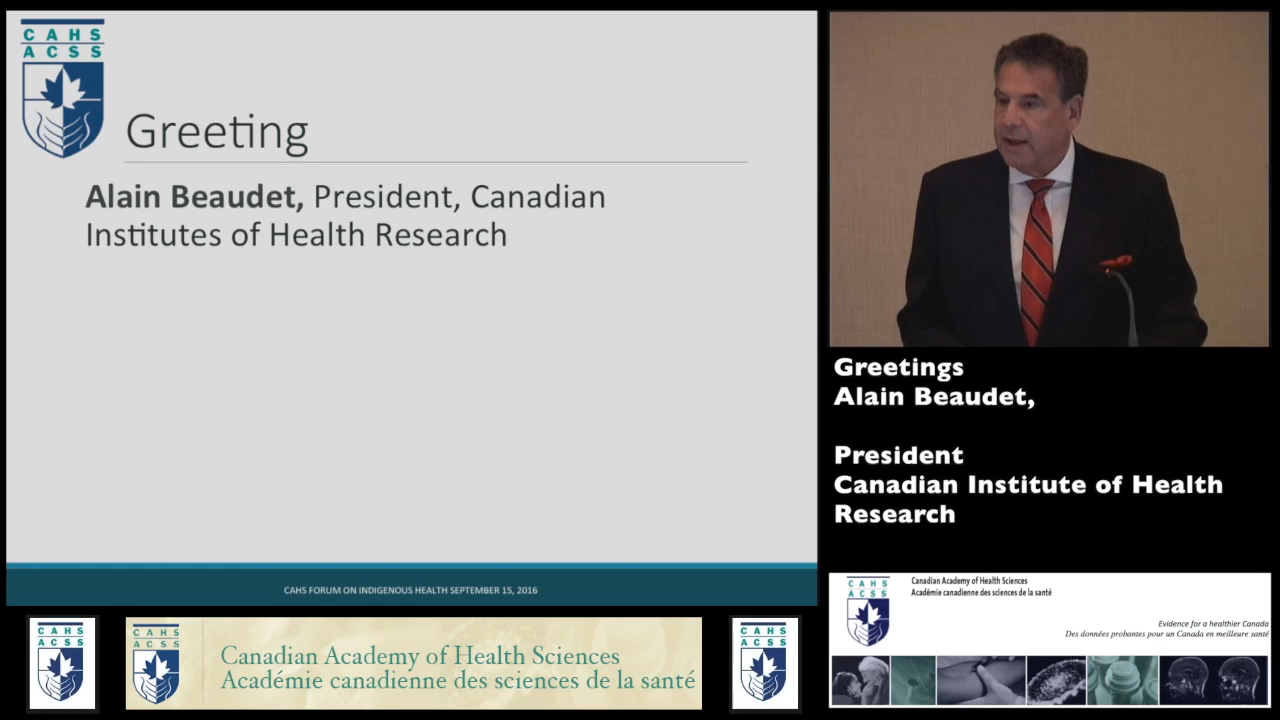 CAHS
ACSS
Greeting
Alain Beaudet, President, Canadian
Institutes of Health Research
CAHS FORUM ON INDIGENOUS HEALTH SEPTEMBER 15, 2016
Greetings
Alain Beaudet,
President
Canadian Institute of Health
Research
CAHS
ACSS
Canadian Academy of Health Sciences
Académie canadienne des sciences de la santé
Evidence for a healthier Canada
Des données probantes pour un Canada en meilleure santé
CAHS
ACSS
CAHS
ACSS
Canadian Academy of Health Sciences
Académie canadienne des sciences de la santé
CAHS
ACSS